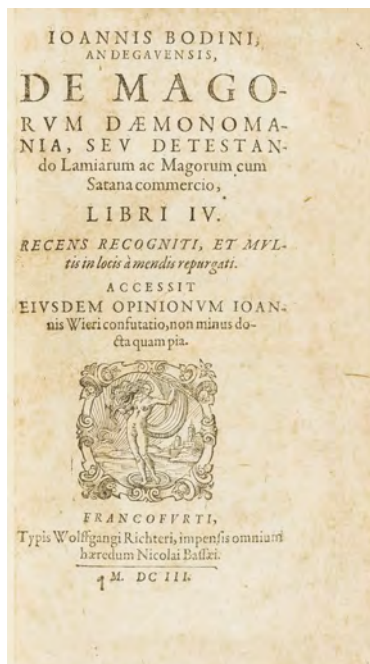 IOANNIS BODINI,
ANDEGAVENSIS,
DE MAGO-
RVM DÆMONOMA-
NIA, SEV DETESTAN-
do Lamiarum ac Magorum cum
Satana commercio,
LIBRI IV.
RECENS RECOGNITI, ET MVL-
tis in locis à mendis repurgati.
ACCESSIT
EIVSDEM OPINIONVM IOAN-
nis Wieri confutatio, non minus do-
cta quam pia.
FRANCOFVRTI,
Typis Wolffgangi Richteri, impensis omnium
hæredum Nicolai Bassæi.
M. DC III.